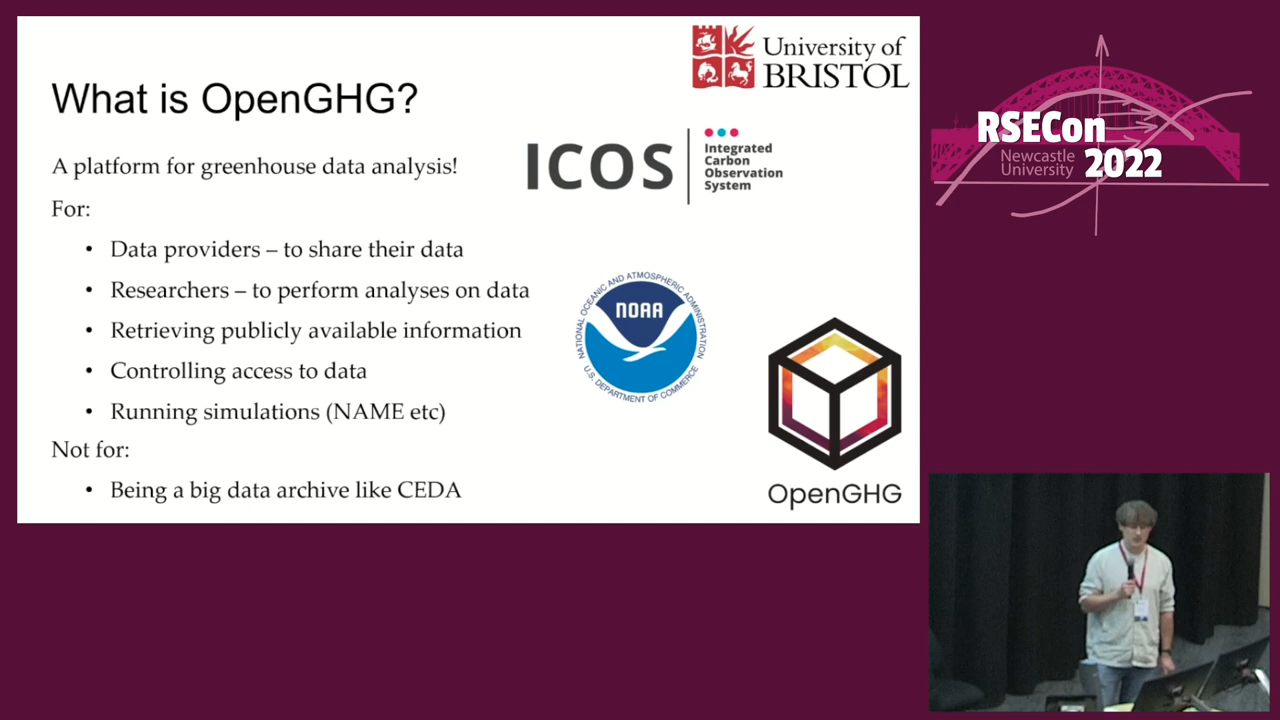 University of
BRISTOL
What is OpenGHG?
A platform for greenhouse data analysis!
ICOS
Integrated
Carbon
Observation
System
For:
• Data providers – to share their data
• Researchers – to perform analyses on data
• Retrieving publicly available information
• Controlling access to data
• Running simulations (NAME etc)
Not for:
• Being a big data archive like CEDA
NATIONAL OCEANIC AND ATMOSPHERIC ADMINISTRATION
NOAA
U.S. DEPARTMENT OF COMMERCE
OpenGHG
RSECon
Newcastle
University
2022